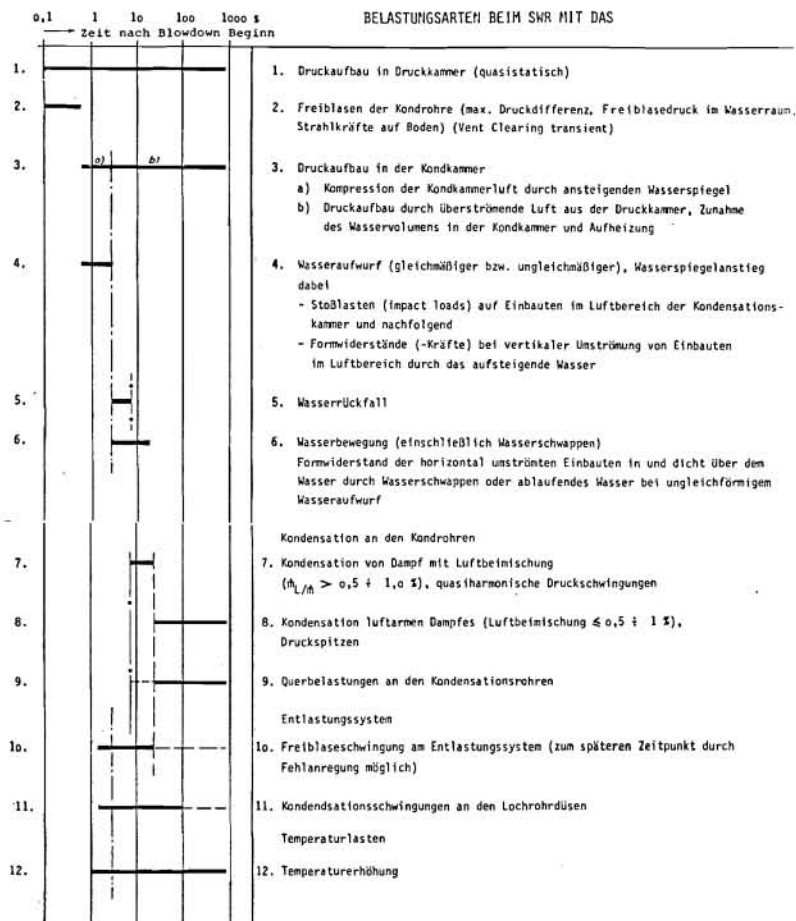 0,1 1 10 100 1000 s
Zeit nach Blowdown Beginn
BELASTUNGSARTEN BEIM SWR MIT DAS
1.
1. Druckaufbau in Druckkammer (quasistatisch)
2.
2. Freiblasen der Kondrohre (max. Druckdifferenz, Freiblasedruck im Wasserraum,
Strahlkräfte auf Boden) (Vent Clearing transient)
3. a) b)
3. Druckaufbau in der Kondkammer
a) Kompression der Kondkammerluft durch ansteigenden Wasserspiegel
b) Druckaufbau durch überströmende Luft aus der Druckkammer, Zunahme
des Wasservolumens in der Kondkammer und Aufheizung
4.
4. Wasseraufwurf (gleichmäßiger bzw. ungleichmäßiger), Wasserspiegelanstieg
dabei
- Stoßlasten (impact loads) auf Einbauten im Luftbereich der Kondensations-
kammer und nachfolgend
- Formwiderstände (-Kräfte) bei vertikaler Umströmung von Einbauten
im Luftbereich durch das aufsteigende Wasser
5.
5. Wasserrückfall
6.
6. Wasserbewegung (einschließlich Wasserschwappen)
Formwiderstand der horizontal umströmten Einbauten in und dicht über dem
Wasser durch Wasserschwappen oder ablaufendes Wasser bei ungleichförmigem
Wasseraufwurf
Kondensation an den Kondrohren
7.
7. Kondensation von Dampf mit Luftbeimischung
(ṁL/ṁ > 0,5 ÷ 1,0 %), quasiharmonische Druckschwingungen
8.
8. Kondensation luftarmen Dampfes (Luftbeimischung ≤ 0,5 ÷ 1 %),
Druckspitzen
9.
9. Querbelastungen an den Kondensationsrohren
Entlastungssystem
1o.
1o. Freiblaseschwingung am Entlastungssystem (zum späteren Zeitpunkt durch
Fehlanregung möglich)
11.
11. Kondendsationsschwingungen an den Lochrohrdüsen
Temperaturlasten
12.
12. Temperaturerhöhung